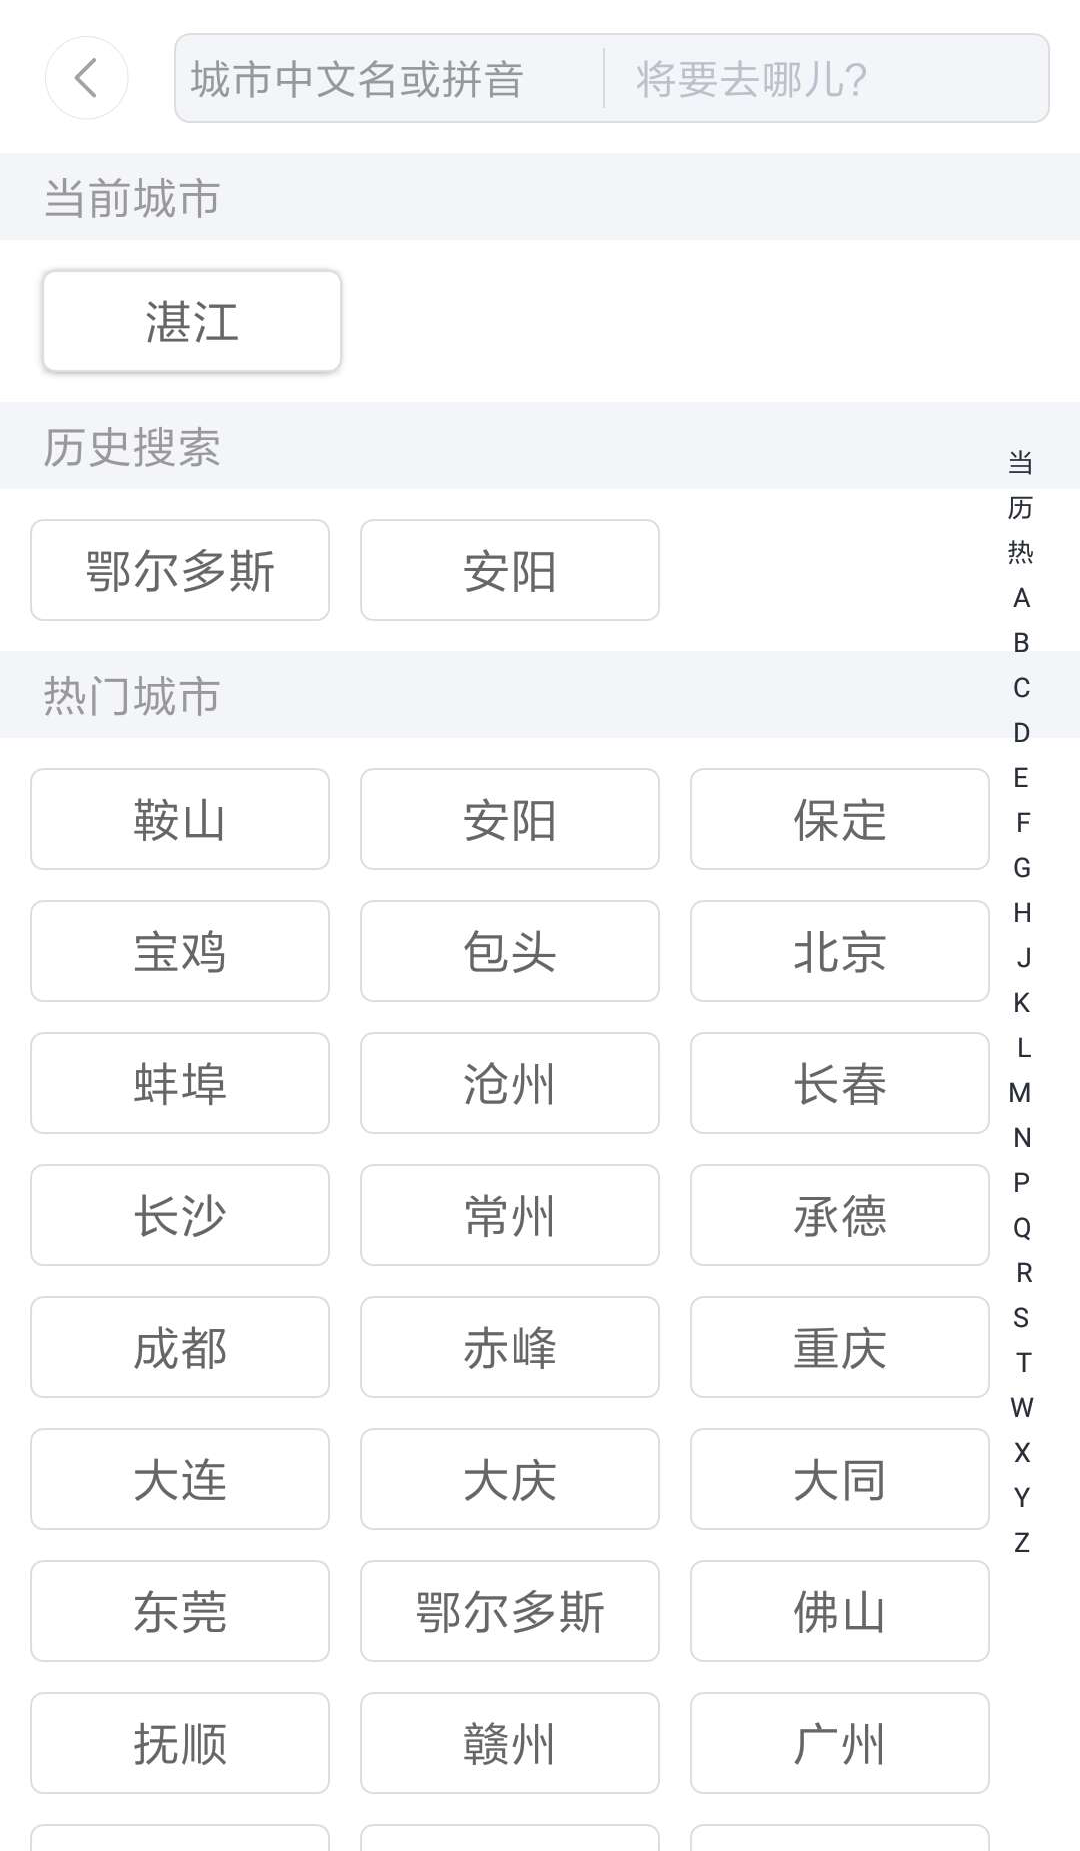 城市中文名或拼音 将要去哪儿?
当前城市
湛江
历史搜索
鄂尔多斯 安阳
热门城市
鞍山 安阳 保定
宝鸡 包头 北京
蚌埠 沧州 长春
长沙 常州 承德
成都 赤峰 重庆
大连 大庆 大同
东莞 鄂尔多斯 佛山
抚顺 赣州 广州
当
历
热
A
B
C
D
E
F
G
H
J
K
L
M
N
P
Q
R
S
T
W
X
Y
Z